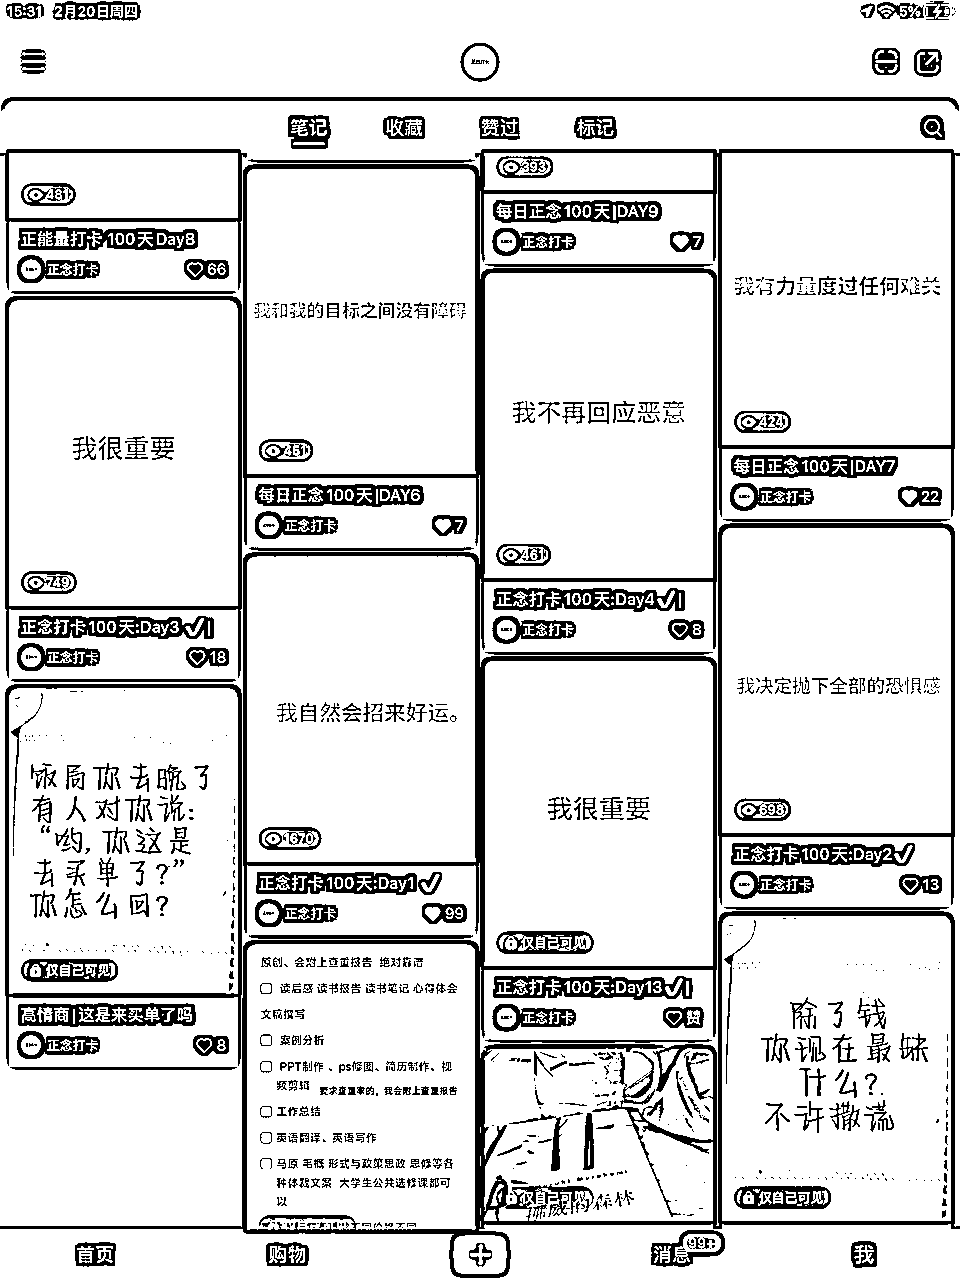 15:31 2月20日周四
5%
笔记 收藏 赞过 标记
481
正能量打卡100天Day8
正念打卡 66
我很重要
749
正念打卡100天:Day3✓|
正念打卡 18
饭局你去晚了
有人对你说:
“哟,你这是
去买单了?”
你怎么回?
仅自己可见
高情商|这是来买单了吗
正念打卡 8
我和我的目标之间没有障碍
451
每日正念100天|DAY6
正念打卡 7
我自然会招来好运。
1670
正念打卡100天:Day1✓
正念打卡 99
原创、会附上查重报告 绝对靠谱
读后感 读书报告 读书笔记 心得体会
文稿撰写
案例分析
PPT制作 、ps修图、简历制作、视
频剪辑 要求查重率的,我会附上查重报告
工作总结
英语翻译、英语写作
马原 毛概 形式与政策思政 思修等各
种体裁文案 大学生公共选修课都可
以
393
每日正念100天|DAY9
正念打卡 7
我不再回应恶意
461
正念打卡100天:Day4✓|
正念打卡 8
我很重要
仅自己可见
正念打卡100天:Day13✓|
正念打卡 赞
仅自己可见
挪威的森林
我有力量度过任何难关
424
每日正念100天|DAY7
正念打卡 22
我决定抛下全部的恐惧感
698
正念打卡100天:Day2✓
正念打卡 13
除了钱
你现在最缺
什么?
不许撒谎
仅自己可见
首页 购物 消息 99+ 我